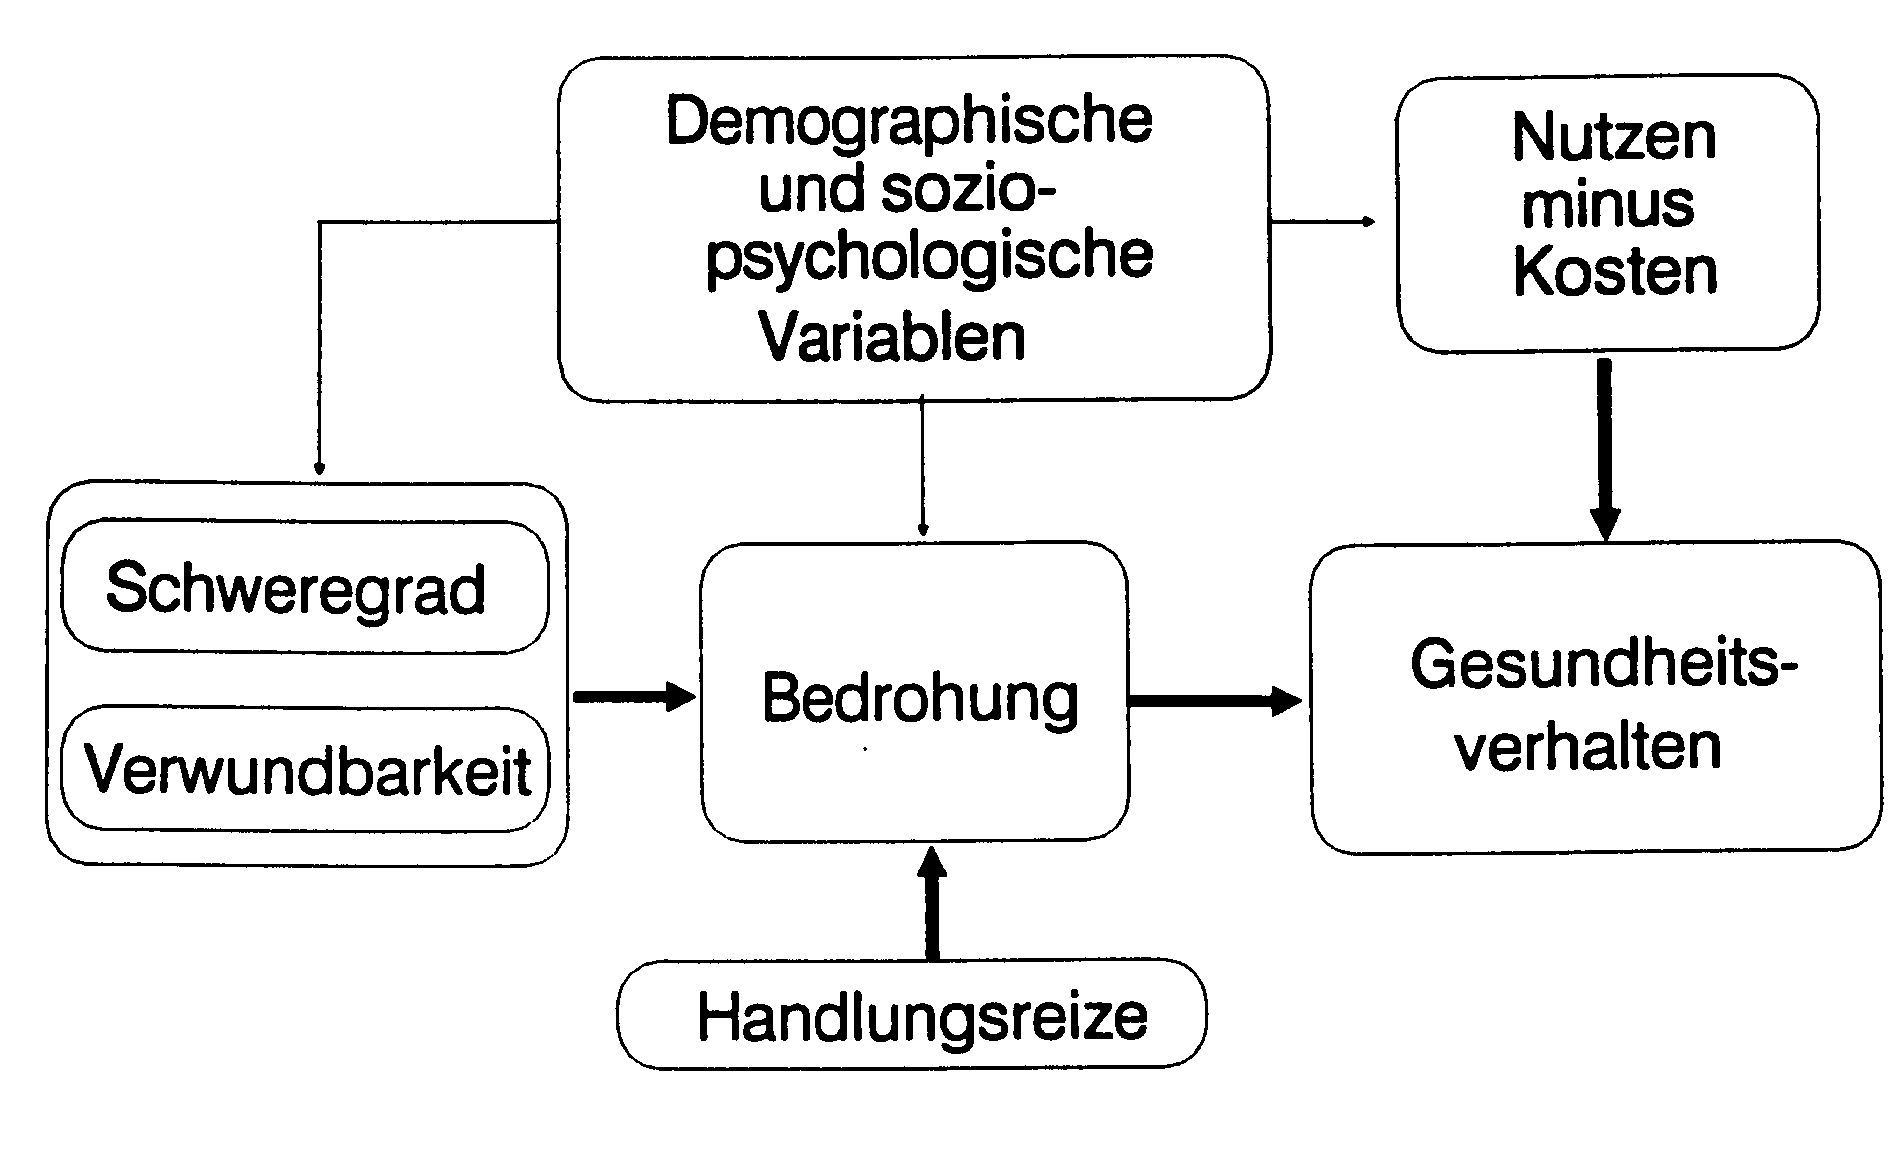 Demographische
und sozio-
psychologische
Variablen
Nutzen
minus
Kosten
Schweregrad
Verwundbarkeit
Bedrohung
Gesundheits-
verhalten
Handlungsreize